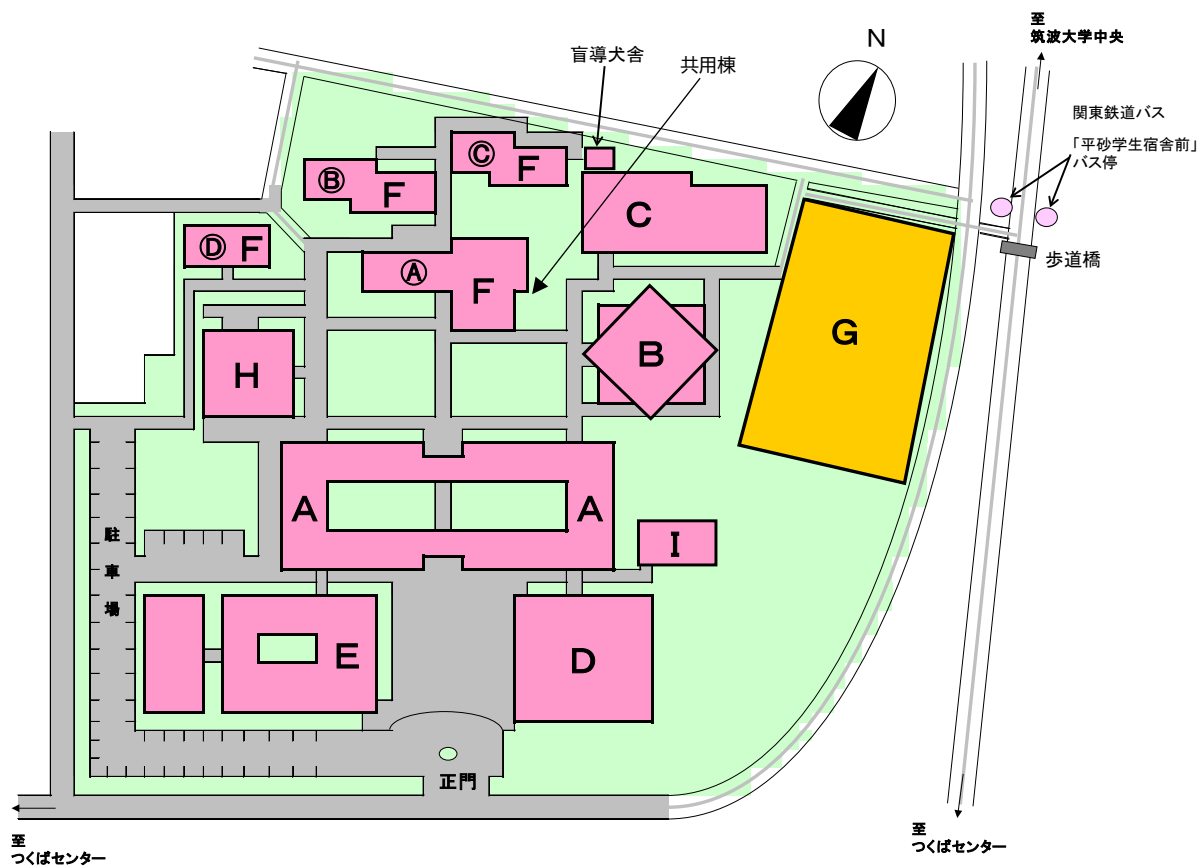 至
筑波大学中央
N
盲導犬舎
共用棟
関東鉄道バス
「平砂学生宿舎前」
バス停
Ⓒ F
Ⓑ F
C
Ⓓ F
歩道橋
Ⓐ F
G
B
H
A
A
I
駐車場
E
D
正門
至
つくばセンター
至
つくばセンター